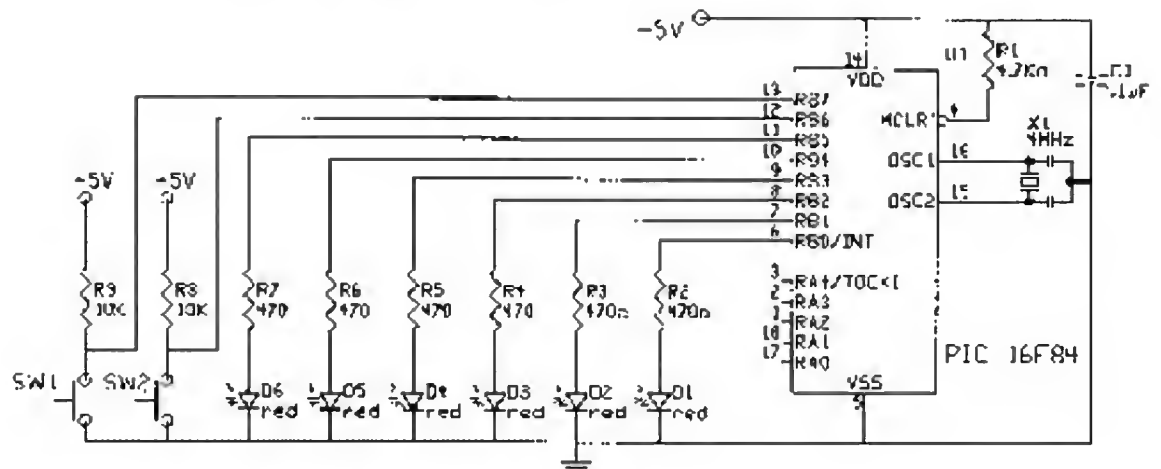 -5V
14
VDD
U1
R1
4.7K
C1
.1uF
13
RB7
12
RB6
11
RB5
10
RB4
9
RB3
8
RB2
7
RB1
6
RB0/INT
MCLR
4
X1
4MHz
OSC1
16
OSC2
15
-5V
-5V
3
RA4/TOCKI
2
RA3
1
RA2
18
RA1
17
RA0
VSS
PIC 16F84
R9
10K
R8
10K
R7
470
R6
470
R5
470
R4
470
R3
470
R2
470
SW1
SW2
D6
red
D5
red
D4
red
D3
red
D2
red
D1
red